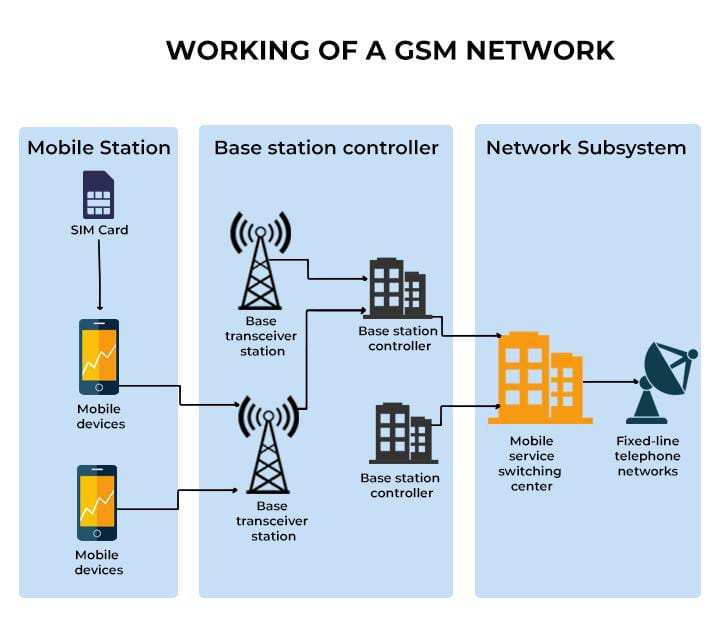 WORKING OF A GSM NETWORK
Mobile Station
SIM Card
Mobile
devices
Mobile
devices
Base station controller
Base
transceiver
station
Base station
controller
Base
transceiver
station
Base station
controller
Network Subsystem
Mobile
service
switching
center
Fixed-line
telephone
networks